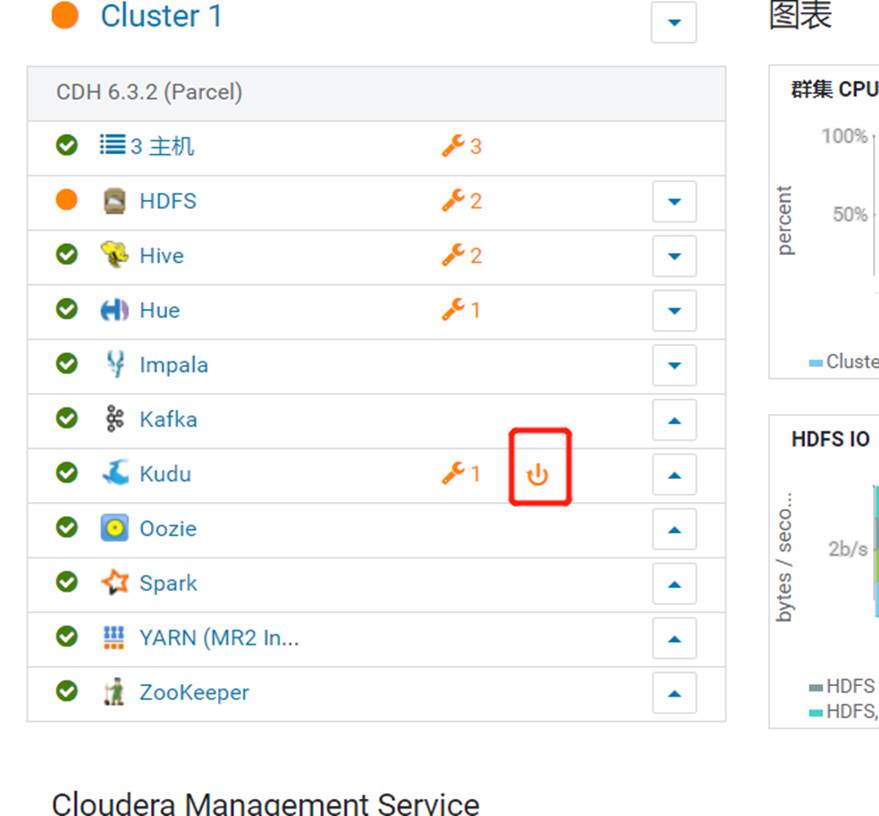 Cluster 1
CDH 6.3.2 (Parcel)
3 主机 3
HDFS 2
Hive 2
Hue 1
Impala
Kafka
Kudu 1
Oozie
Spark
YARN (MR2 In...
ZooKeeper
Cloudera Management Service
图表
群集 CPU
100%
50%
percent
Cluste
HDFS IO
bytes / seco...
2b/s
HDFS
HDFS,